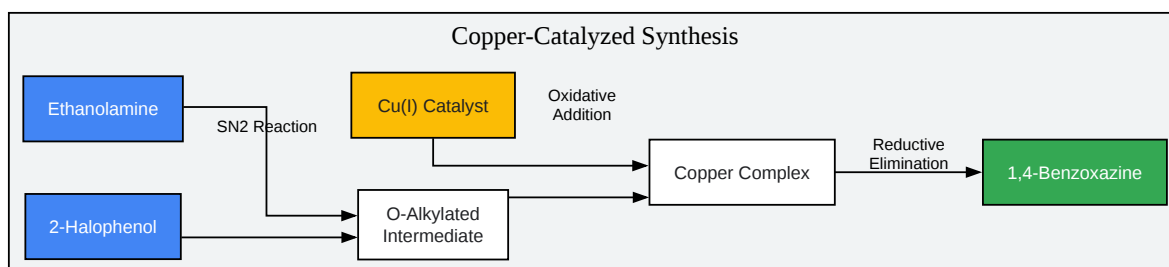 Copper-Catalyzed Synthesis
Ethanolamine
SN2 Reaction
Cu(I) Catalyst
Oxidative
Addition
2-Halophenol
O-Alkylated
Intermediate
Copper Complex
Reductive
Elimination
1,4-Benzoxazine